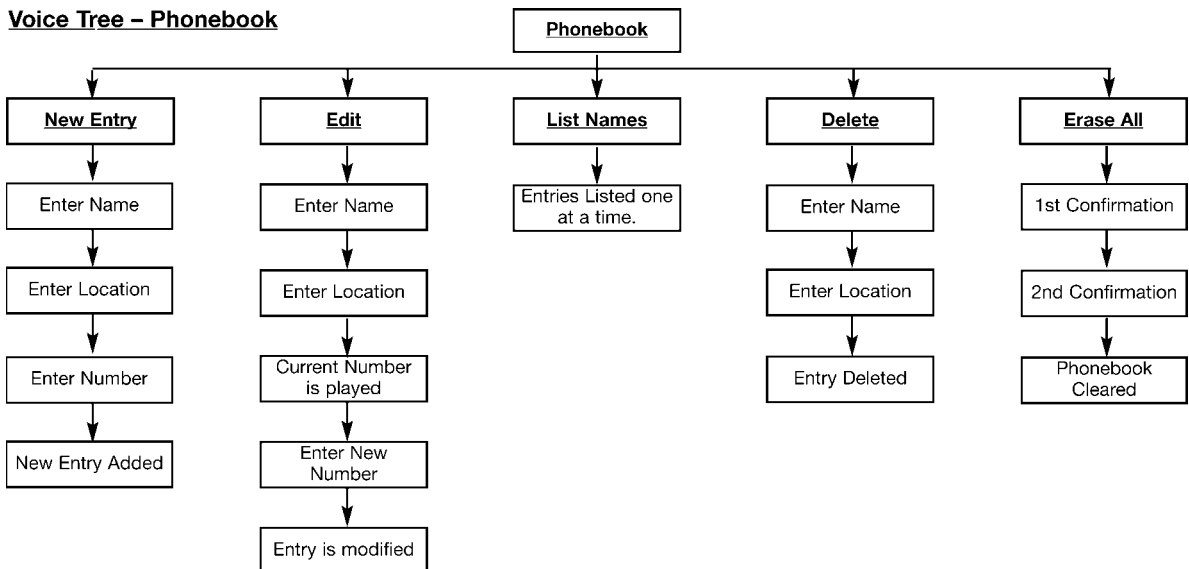 Voice Tree – Phonebook
Phonebook
New Entry
Edit
List Names
Delete
Erase All
Enter Name
Enter Name
Entries Listed one
at a time.
Enter Name
1st Confirmation
Enter Location
Enter Location
Enter Location
2nd Confirmation
Enter Number
Current Number
is played
Entry Deleted
Phonebook
Cleared
New Entry Added
Enter New
Number
Entry is modified